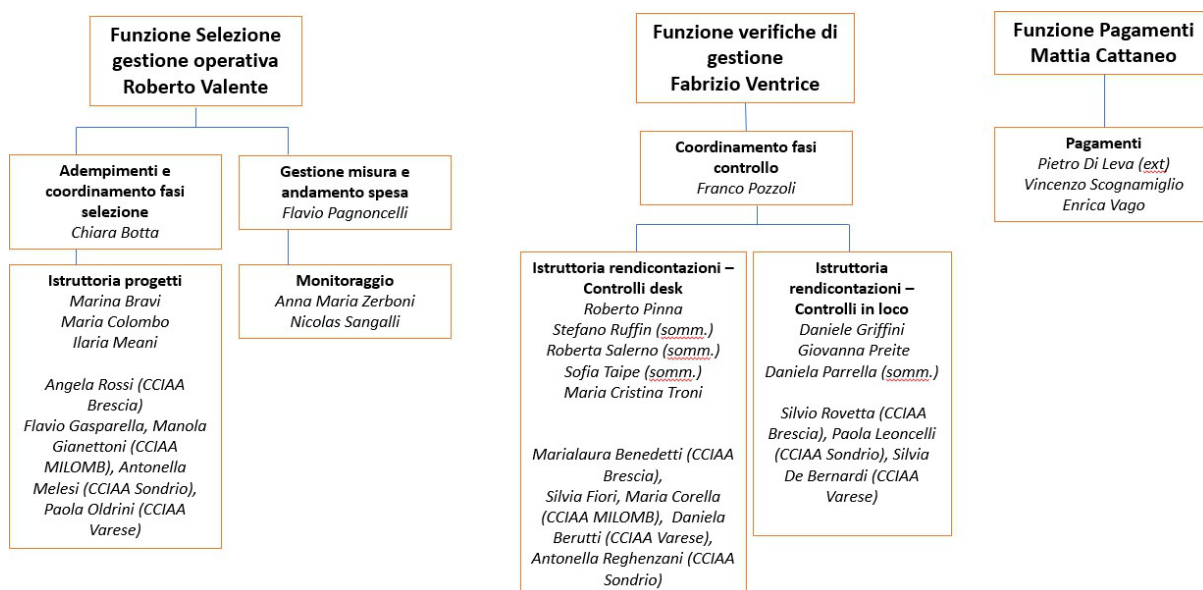 Funzione Selezione
gestione operativa
Roberto Valente
Adempimenti e
coordinamento fasi
selezione
Chiara Botta
Gestione misura e
andamento spesa
Flavio Pagnoncelli
Istruttoria progetti
Marina Bravi
Maria Colombo
Ilaria Meani
Angela Rossi (CCIAA
Brescia)
Flavio Gasparella, Manola
Gianettoni (CCIAA
MILOMB), Antonella
Melesi (CCIAA Sondrio),
Paola Oldrini (CCIAA
Varese)
Monitoraggio
Anna Maria Zerboni
Nicolas Sangalli
Funzione verifiche di
gestione
Fabrizio Ventrice
Coordinamento fasi
controllo
Franco Pozzoli
Istruttoria rendicontazioni –
Controlli desk
Roberto Pinna
Stefano Ruffin (somm.)
Roberta Salerno (somm.)
Sofia Taipe (somm.)
Maria Cristina Troni
Marialaura Benedetti (CCIAA
Brescia),
Silvia Fiori, Maria Corella
(CCIAA MILOMB), Daniela
Berutti (CCIAA Varese),
Antonella Reghenzani (CCIAA
Sondrio)
Istruttoria
rendicontazioni –
Controlli in loco
Daniele Griffini
Giovanna Preite
Daniela Parrella (somm.)
Silvio Rovetta (CCIAA
Brescia), Paola Leoncelli
(CCIAA Sondrio), Silvia
De Bernardi (CCIAA
Varese)
Funzione Pagamenti
Mattia Cattaneo
Pagamenti
Pietro Di Leva (ext)
Vincenzo Scognamiglio
Enrica Vago